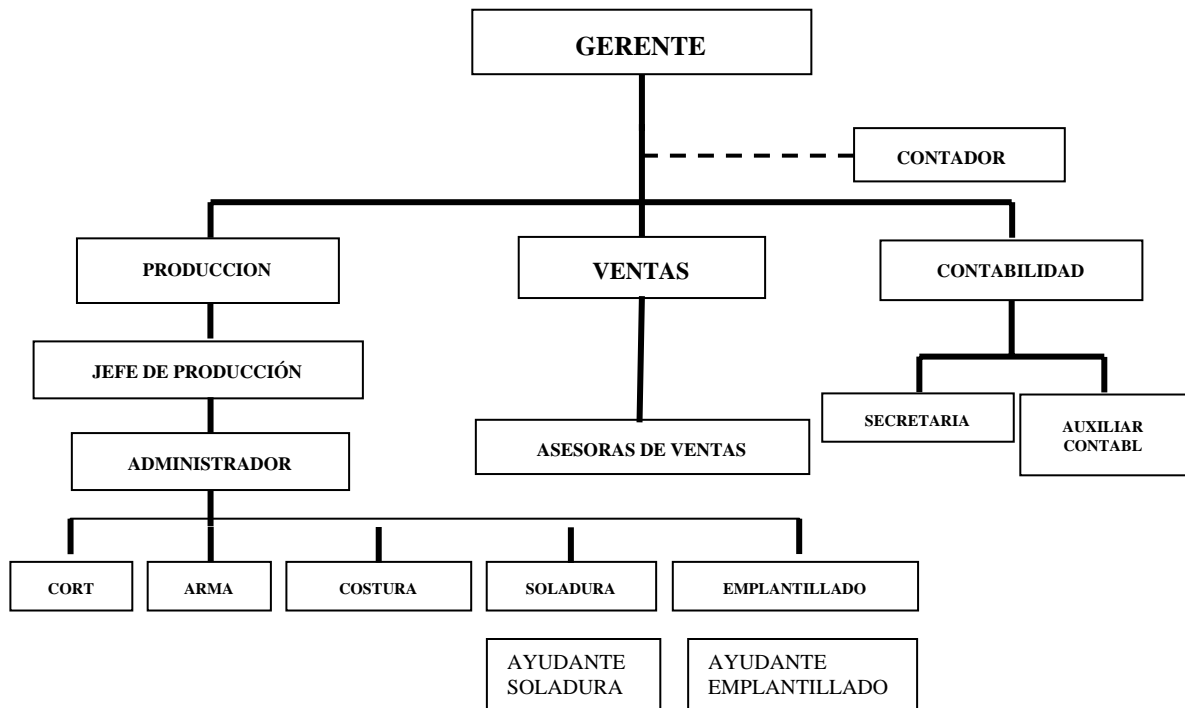 GERENTE
CONTADOR
PRODUCCION
VENTAS
CONTABILIDAD
JEFE DE PRODUCCIÓN
SECRETARIA
AUXILIAR
CONTABL
ASESORAS DE VENTAS
ADMINISTRADOR
CORT
ARMA
COSTURA
SOLADURA
EMPLANTILLADO
AYUDANTE
SOLADURA
AYUDANTE
EMPLANTILLADO